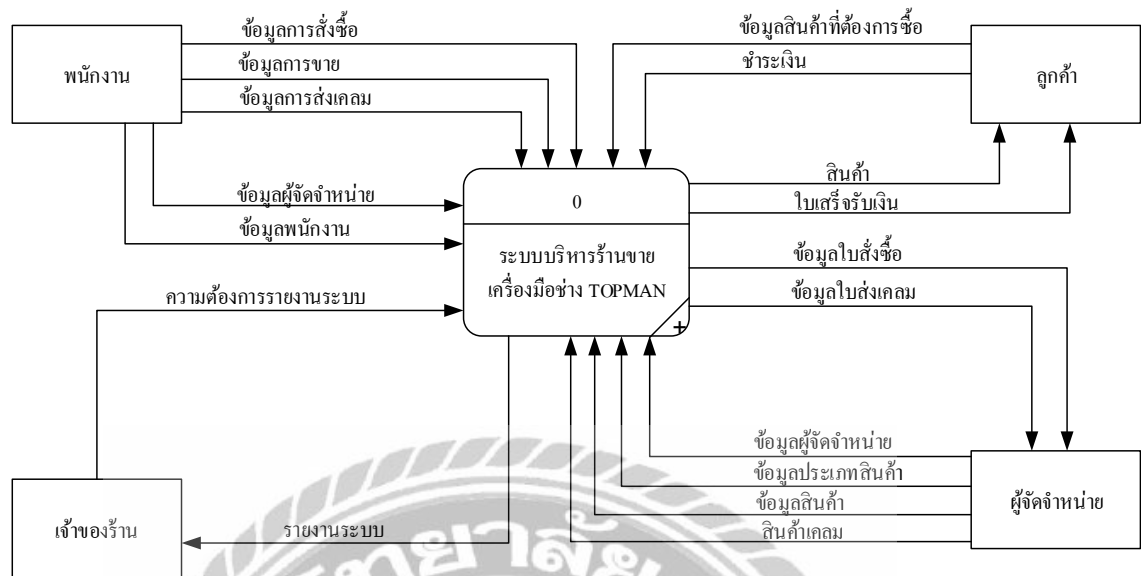 ข้อมูลการสั่งซื้อ
ข้อมูลสินค้าที่ต้องการซื้อ
พนักงาน
ข้อมูลการขาย
ชำระเงิน
ลูกค้า
ข้อมูลการส่งเคลม
สินค้า
ข้อมูลผู้จัดจำหน่าย
0
ใบเสร็จรับเงิน
ข้อมูลพนักงาน
ระบบบริหารร้านขาย
เครื่องมือช่าง TOPMAN
ข้อมูลใบสั่งซื้อ
ข้อมูลใบส่งเคลม
ความต้องการรายงานระบบ
+
ข้อมูลผู้จัดจำหน่าย
ข้อมูลประเภทสินค้า
ข้อมูลสินค้า
สินค้าเคลม
ผู้จัดจำหน่าย
เจ้าของร้าน
รายงานระบบ